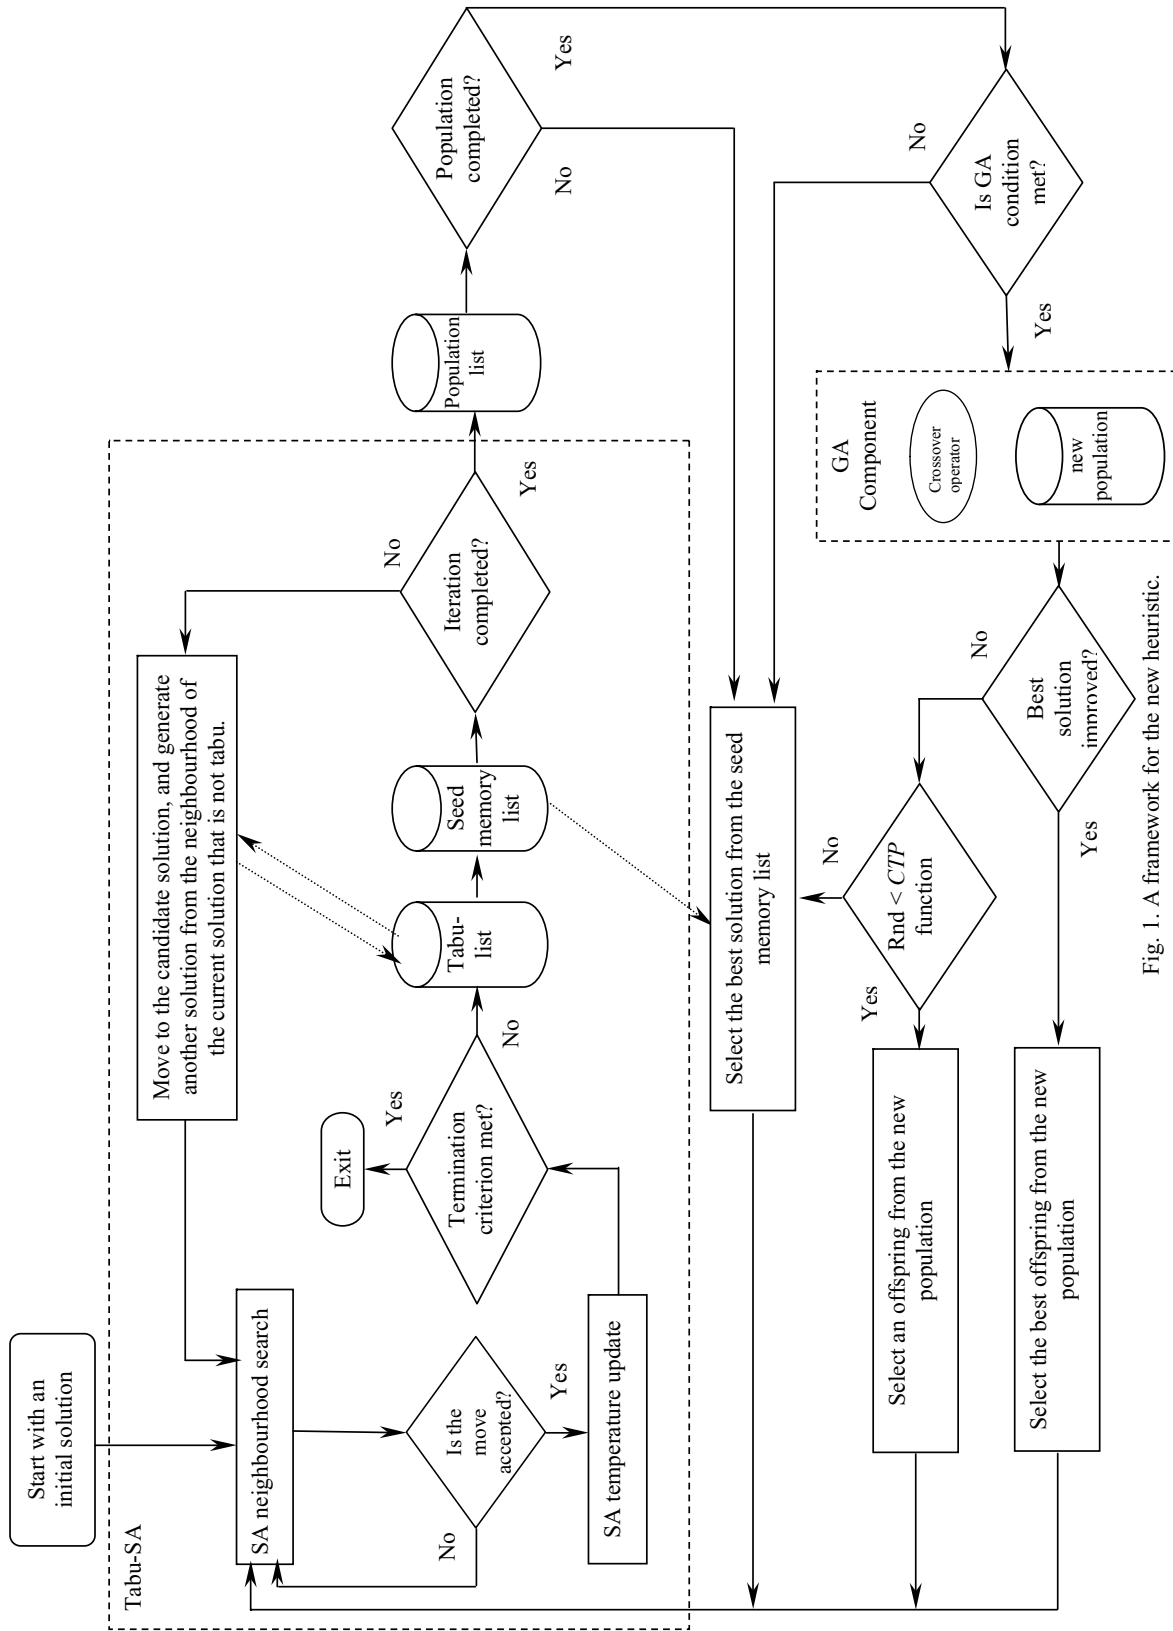 Start with an
initial solution
Tabu-SA
SA neighbourhood search
Is the
move
accepted?
No
Yes
SA temperature update
Move to the candidate solution, and generate
another solution from the neighbourhood of
the current solution that is not tabu.
Exit
Yes
Termination
criterion met?
No
Tabu-
list
Seed
memory
list
No
Iteration
completed?
Yes
Population
list
Population
completed?
Yes
No
Select the best solution from the seed
memory list
No
Is GA
condition
met?
Yes
GA
Component
Crossover
operator
new
population
No
Best
solution
improved?
Yes
No
Rnd < CTP
function
Yes
Select an offspring from the new
population
Select the best offspring from the new
population
Fig. 1. A framework for the new heuristic.